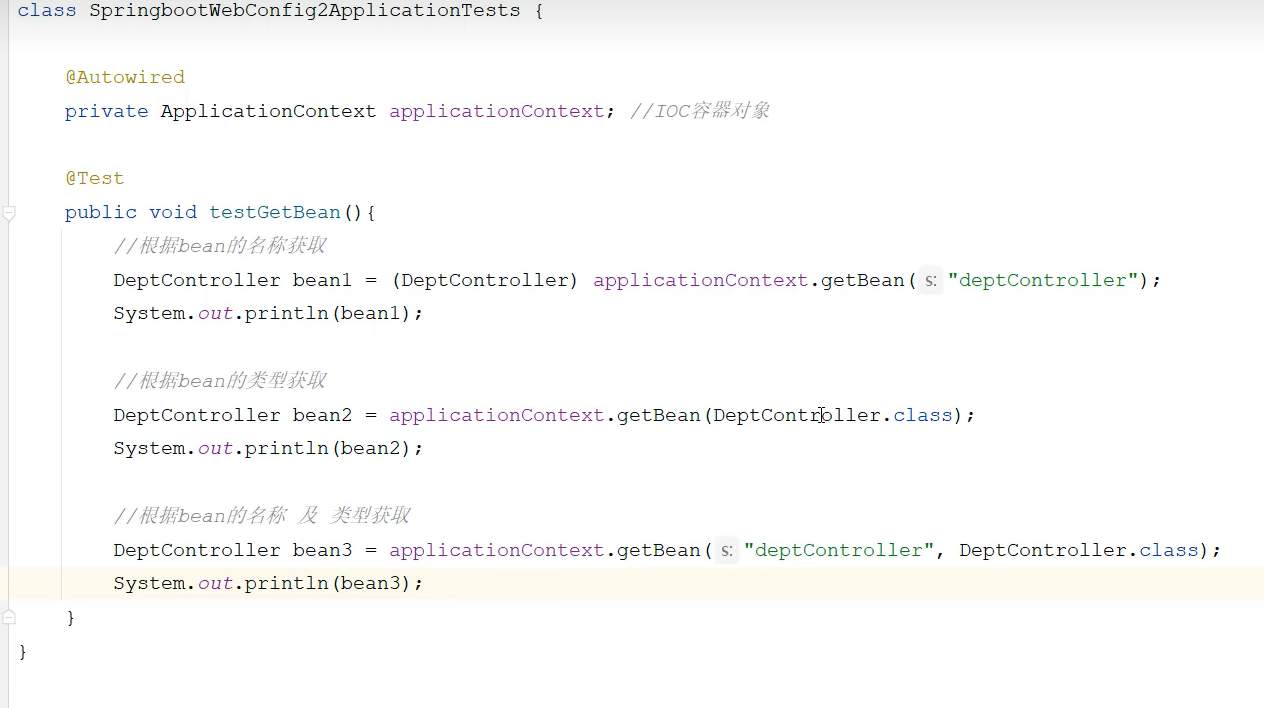 class SpringbootWebConfig2ApplicationTests {
@Autowired
private ApplicationContext applicationContext; //IOC容器对象
@Test
public void testGetBean(){
//根据bean的名称获取
DeptController bean1 = (DeptController) applicationContext.getBean( s: "deptController");
System.out.println(bean1);
//根据bean的类型获取
DeptController bean2 = applicationContext.getBean(DeptController.class);
System.out.println(bean2);
//根据bean的名称 及 类型获取
DeptController bean3 = applicationContext.getBean( s: "deptController", DeptController.class);
System.out.println(bean3);
}
}